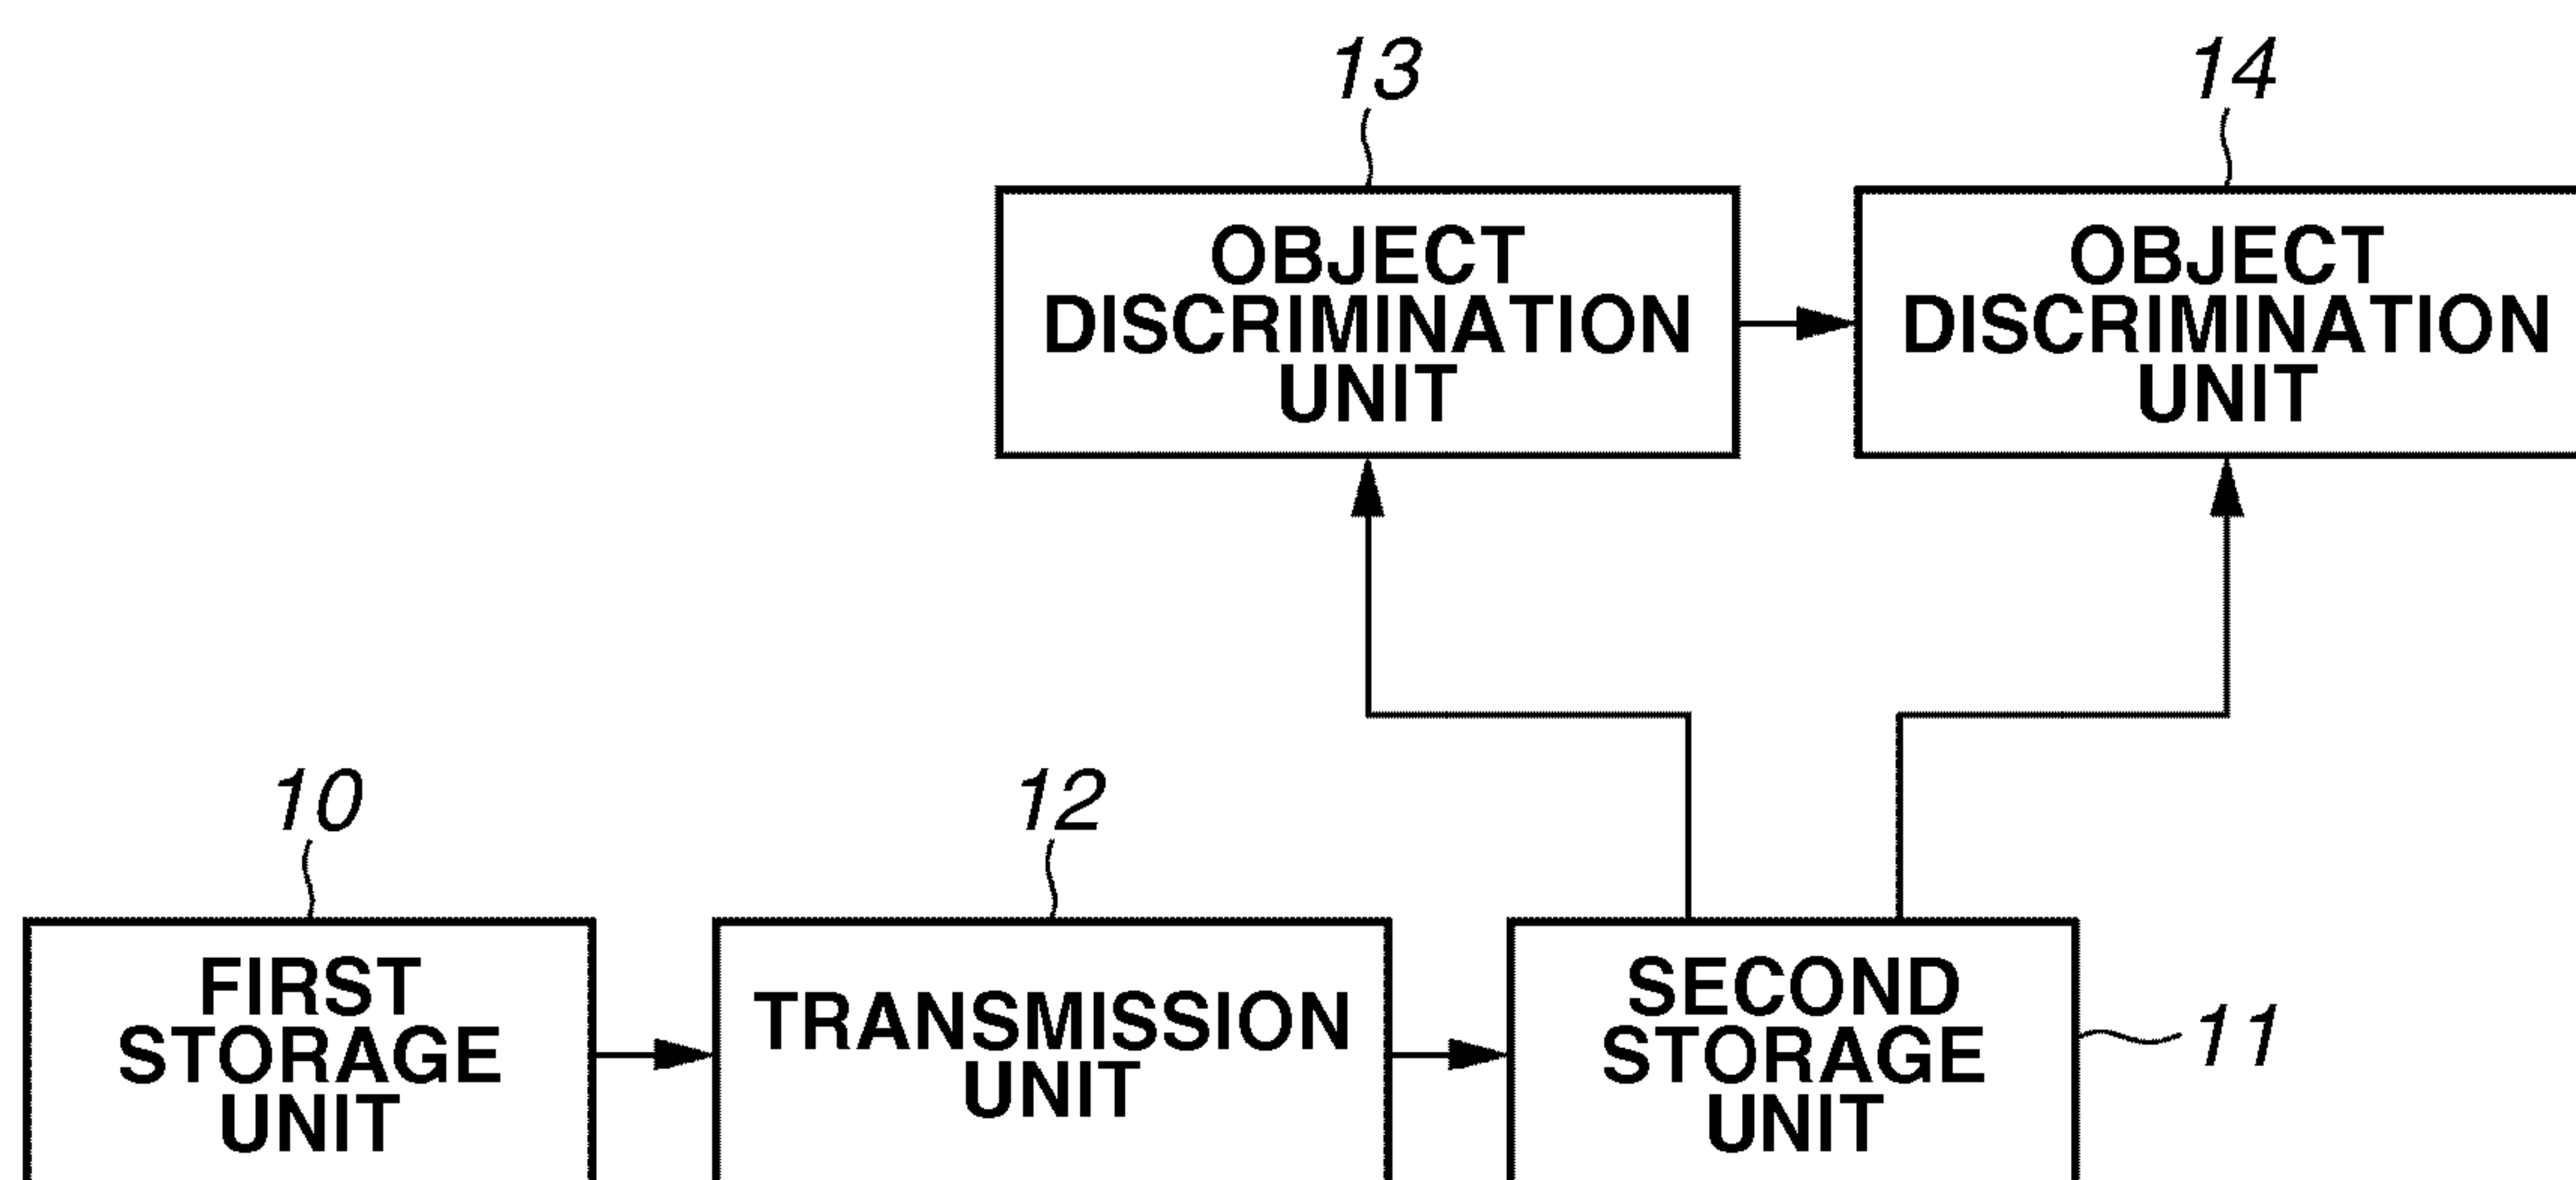 13
14
OBJECT
DISCRIMINATION
UNIT
OBJECT
DISCRIMINATION
UNIT
10
12
FIRST
STORAGE
UNIT
TRANSMISSION
UNIT
SECOND
STORAGE
UNIT
11